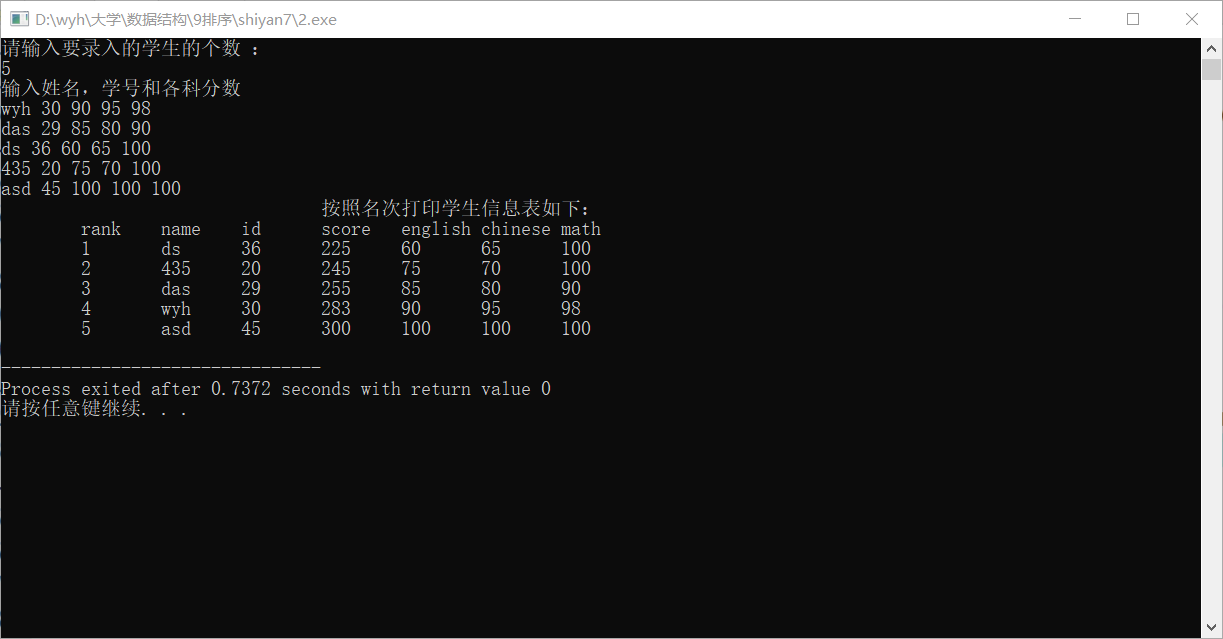 D:\wyh\大学\数据结构\9排序\shiyan7\2.exe
请输入要录入的学生的个数 :
5
输入姓名，学号和各科分数
wyh 30 90 95 98
das 29 85 80 90
ds 36 60 65 100
435 20 75 70 100
asd 45 100 100 100
按照名次打印学生信息表如下:
rank name id score english chinese math
1 ds 36 225 60 65 100
2 435 20 245 75 70 100
3 das 29 255 85 80 90
4 wyh 30 283 90 95 98
5 asd 45 300 100 100 100
--------------------------------
Process exited after 0.7372 seconds with return value 0
请按任意键继续. . .